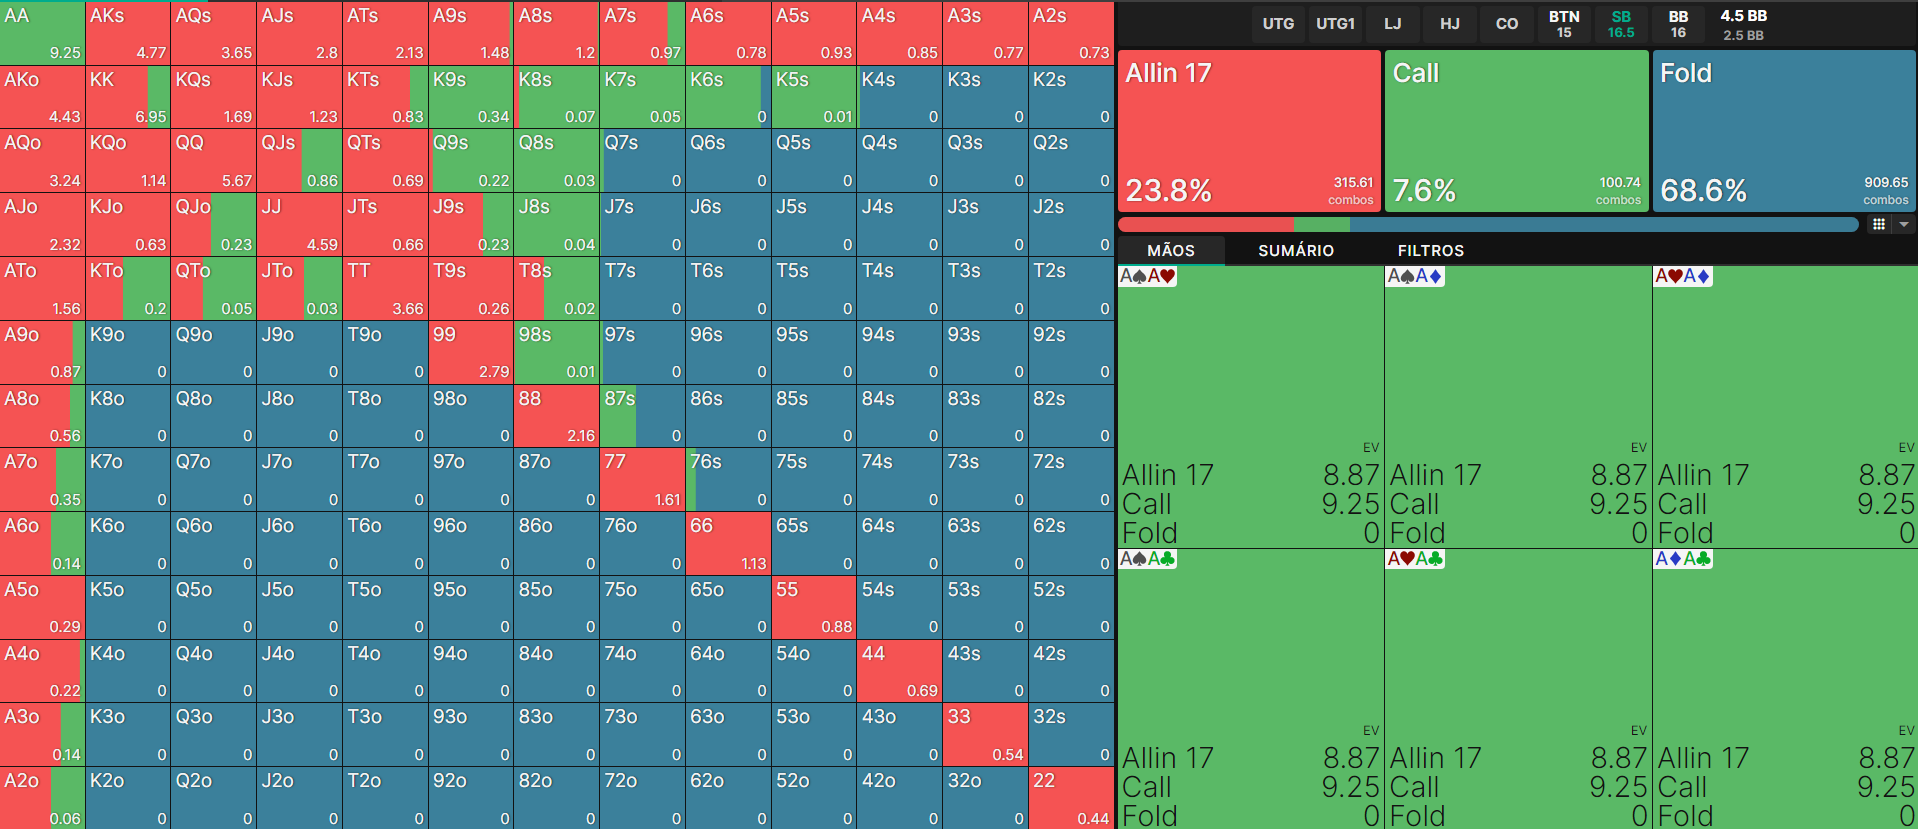 AA AKs AQs AJs ATs A9s A8s A7s A6s A5s A4s A3s A2s
9.25 4.77 3.65 2.8 2.13 1.48 1.2 0.97 0.78 0.93 0.85 0.77 0.73
AKo KK KQs KJs KTs K9s K8s K7s K6s K5s K4s K3s K2s
4.43 6.95 1.69 1.23 0.83 0.34 0.07 0.05 0 0.01 0 0 0
AQo KQo QQ QJs QTs Q9s Q8s Q7s Q6s Q5s Q4s Q3s Q2s
3.24 1.14 5.67 0.86 0.69 0.22 0.03 0 0 0 0 0 0
AJo KJo QJo JJ JTs J9s J8s J7s J6s J5s J4s J3s J2s
2.32 0.63 0.23 4.59 0.66 0.23 0.04 0 0 0 0 0 0
ATo KTo QTo JTo TT T9s T8s T7s T6s T5s T4s T3s T2s
1.56 0.2 0.05 0.03 3.66 0.26 0.02 0 0 0 0 0 0
A9o K9o Q9o J9o T9o 99 98s 97s 96s 95s 94s 93s 92s
0.87 0 0 0 0 2.79 0.01 0 0 0 0 0 0
A8o K8o Q8o J8o T8o 98o 88 87s 86s 85s 84s 83s 82s
0.56 0 0 0 0 0 2.16 0 0 0 0 0 0
A7o K7o Q7o J7o T7o 97o 87o 77 76s 75s 74s 73s 72s
0.35 0 0 0 0 0 0 1.61 0 0 0 0 0
A6o K6o Q6o J6o T6o 96o 86o 76o 66 65s 64s 63s 62s
0.14 0 0 0 0 0 0 0 1.13 0 0 0 0
A5o K5o Q5o J5o T5o 95o 85o 75o 65o 55 54s 53s 52s
0.29 0 0 0 0 0 0 0 0 0.88 0 0 0
A4o K4o Q4o J4o T4o 94o 84o 74o 64o 54o 44 43s 42s
0.22 0 0 0 0 0 0 0 0 0 0.69 0 0
A3o K3o Q3o J3o T3o 93o 83o 73o 63o 53o 43o 33 32s
0.14 0 0 0 0 0 0 0 0 0 0 0.54 0
A2o K2o Q2o J2o T2o 92o 82o 72o 62o 52o 42o 32o 22
0.06 0 0 0 0 0 0 0 0 0 0 0 0.44
UTG UTG1 LJ HJ CO BTN SB BB 4.5 BB
15 16.5 16 2.5 BB
Allin 17 Call Fold
23.8% 315.61 combos 7.6% 100.74 combos 68.6% 909.65 combos
MÃOS SUMÁRIO FILTROS
A♠A♥ A♠A♦ A♥A♦
EV EV EV
Allin 17 8.87 Allin 17 8.87 Allin 17 8.87
Call 9.25 Call 9.25 Call 9.25
Fold 0 Fold 0 Fold 0
A♠A♣ A♥A♣ A♦A♣
EV EV EV
Allin 17 8.87 Allin 17 8.87 Allin 17 8.87
Call 9.25 Call 9.25 Call 9.25
Fold 0 Fold 0 Fold 0